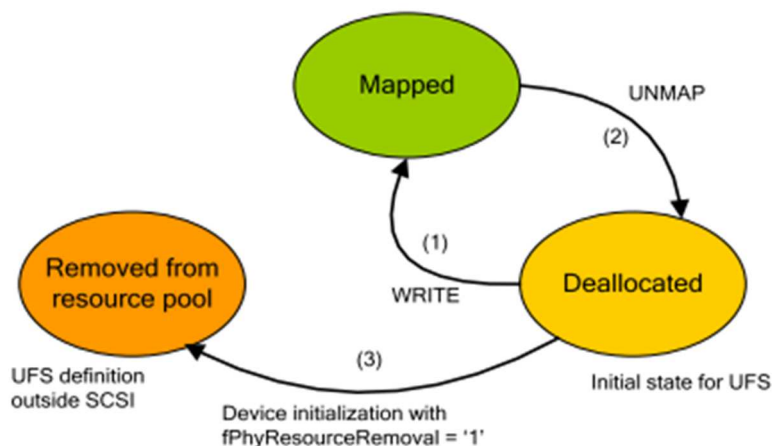 Mapped
UNMAP
(2)
(1)
WRITE
Deallocated
Initial state for UFS
Removed from
resource pool
UFS definition
outside SCSI
(3)
Device initialization with
fPhyResourceRemoval = '1'